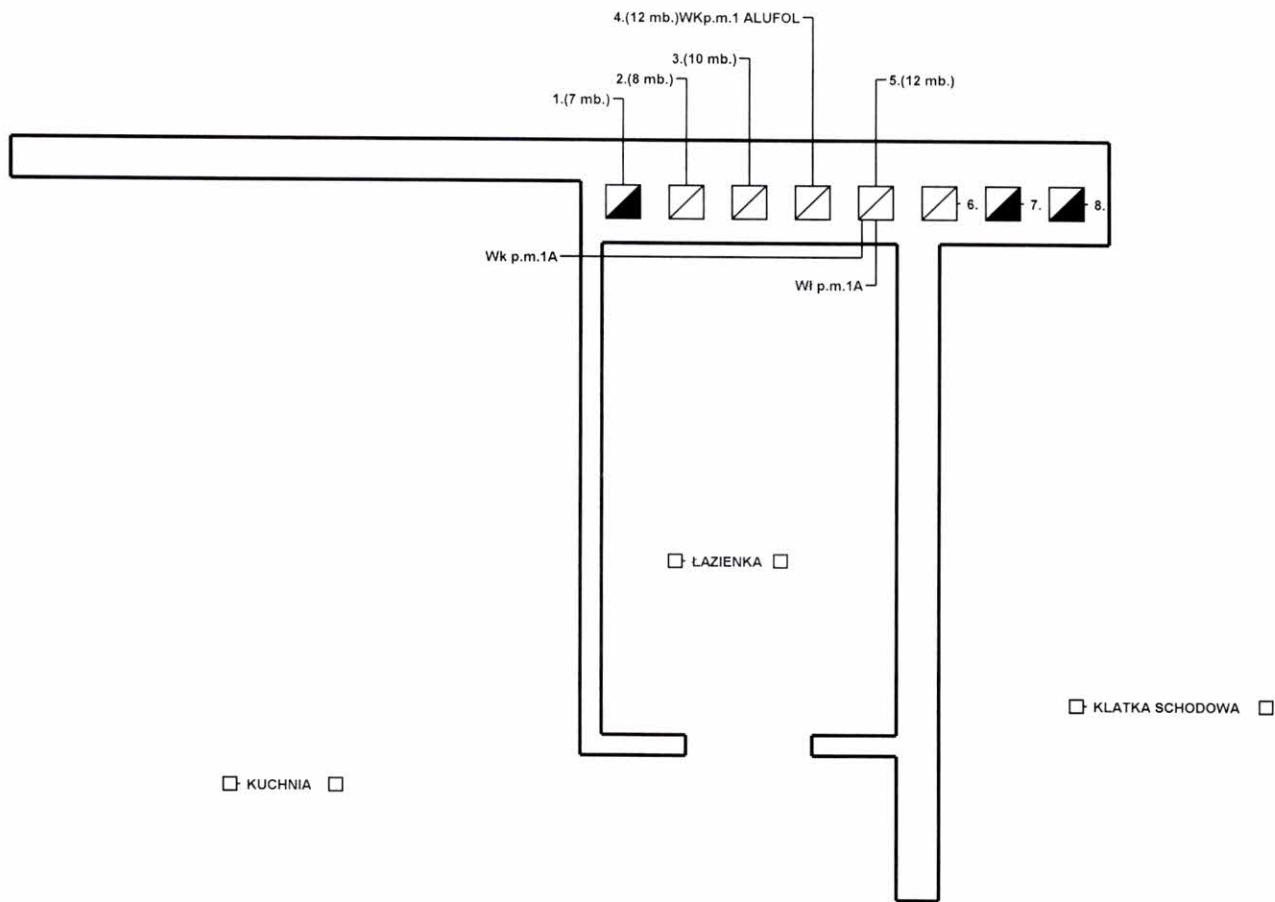 4.(12 mb.)WKp.m.1 ALUFOL
3.(10 mb.)
2.(8 mb.)
5.(12 mb.)
1.(7 mb.)
6.
7.
8.
Wk p.m.1A
Wł p.m.1A
ŁAZIENKA
KLATKA SCHODOWA
KUCHNIA